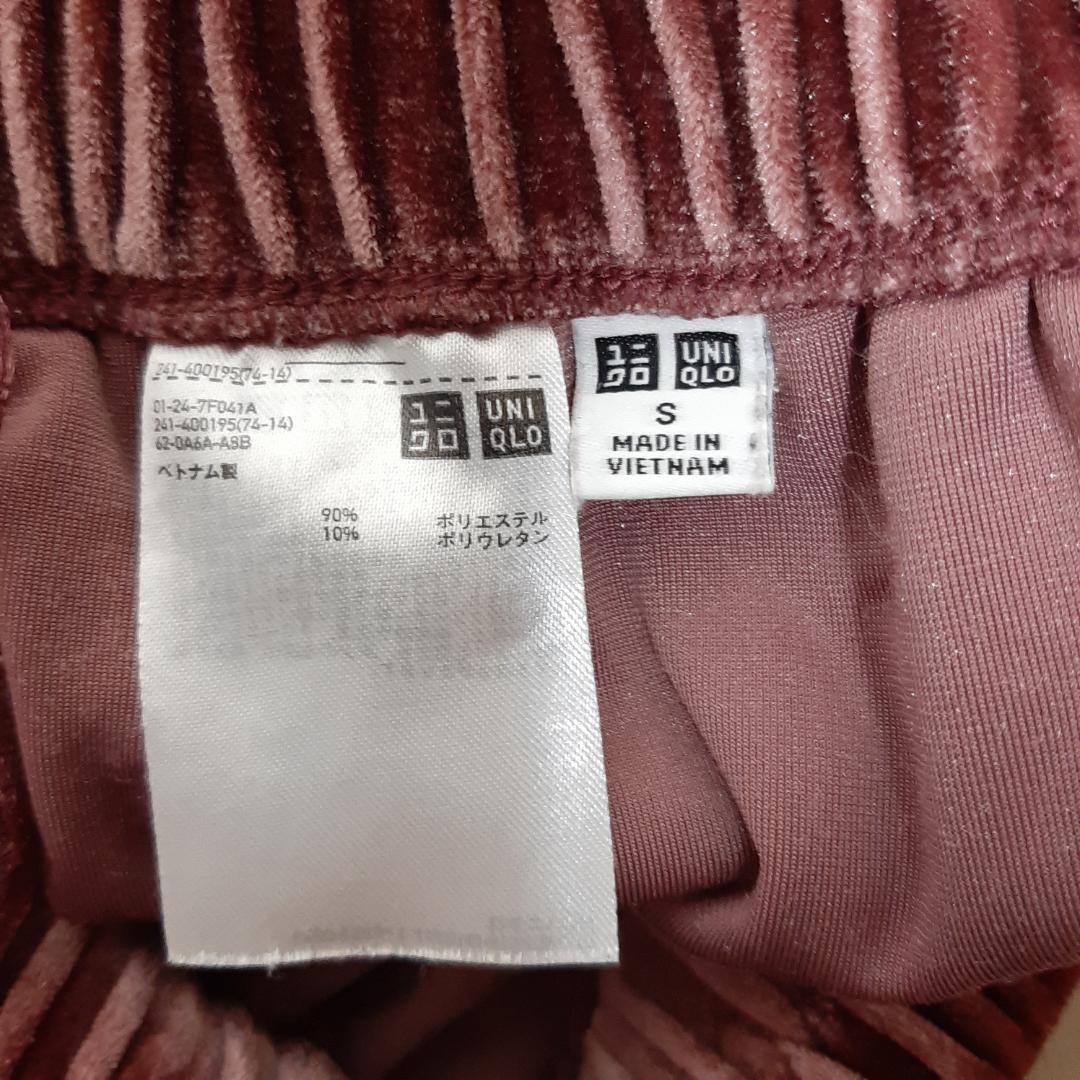 241-400195(74-14)
01-24-7F041A
241-400195(74-14)
62-0A6A-A8B
ベトナム製
ユニ
クロ
UNI
QLO
90% ポリエステル
10% ポリウレタン
ユニ
クロ
UNI
QLO
S
MADE IN
VIETNAM